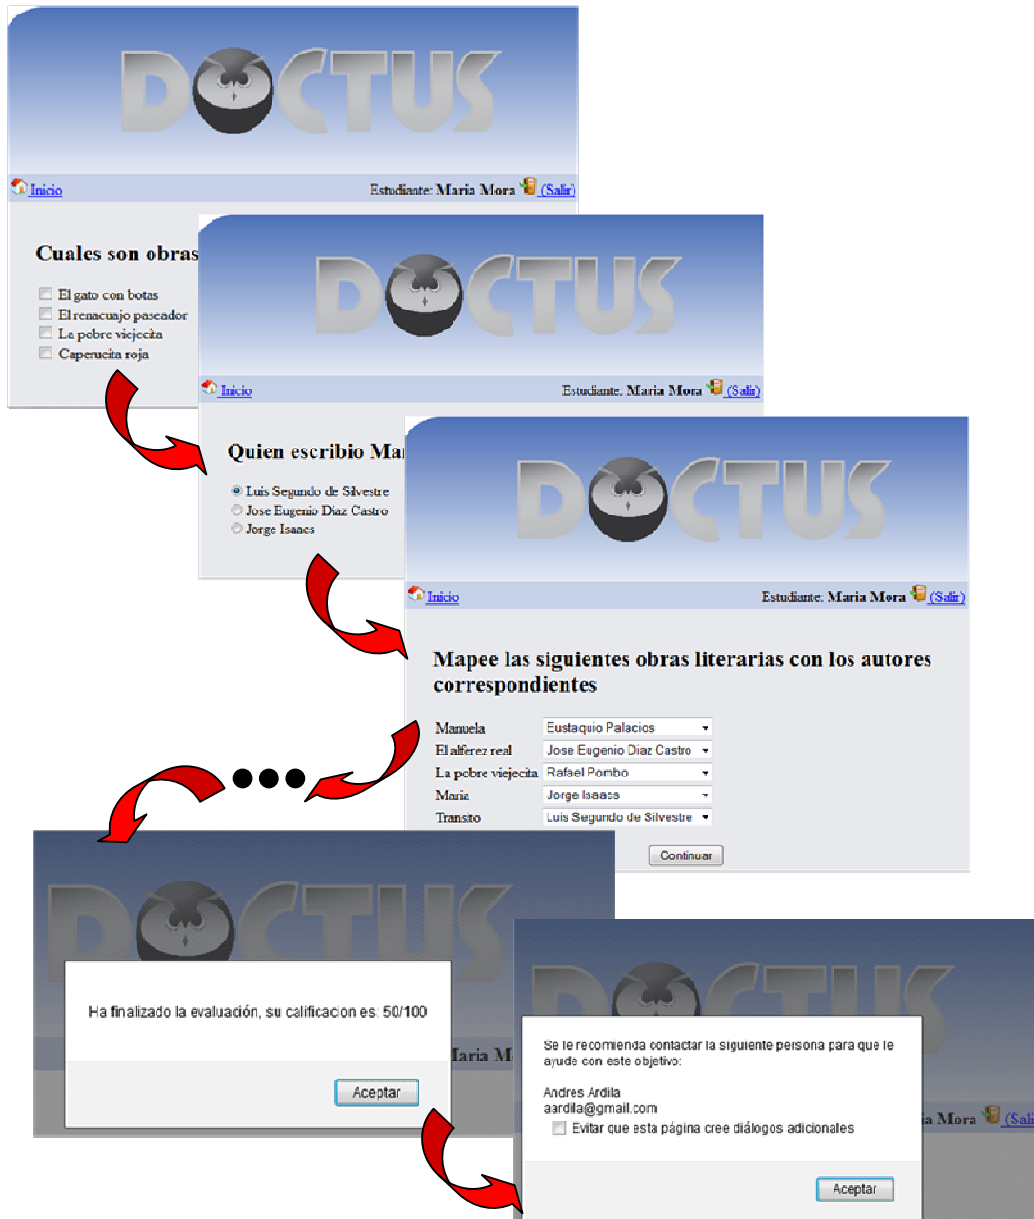 DOCTUS
Inicio
Estudiante: Maria Mora (Salir)
Cuales son obras
El gato con botas
El renacuajo paseador
La pobre viejecita
Caperucita roja
DOCTUS
Inicio
Estudiante: Maria Mora (Salir)
Quien escribio Mar
Luis Segundo de Silvestre
Jose Eugenio Diaz Castro
Jorge Isaacs
DOCTUS
Inicio
Estudiante: Maria Mora (Salir)
Mapee las siguientes obras literarias con los autores
correspondientes
Manuela Eustaquio Palacios
El alferez real Jose Eugenio Diaz Castro
La pobre viejecita Rafael Pombo
Maria Jorge Isaacs
Transito Luis Segundo de Silvestre
Continuar
DOCTUS
Ha finalizado la evaluación, su calificacion es: 50/100
Maria M
Aceptar
DOCTUS
Se le recomienda contactar la siguiente persona para que le
ayude con este objetivo:
Andres Ardila
aardila@gmail.com
Evitar que esta página cree diálogos adicionales
ia Mora (Sali
Aceptar